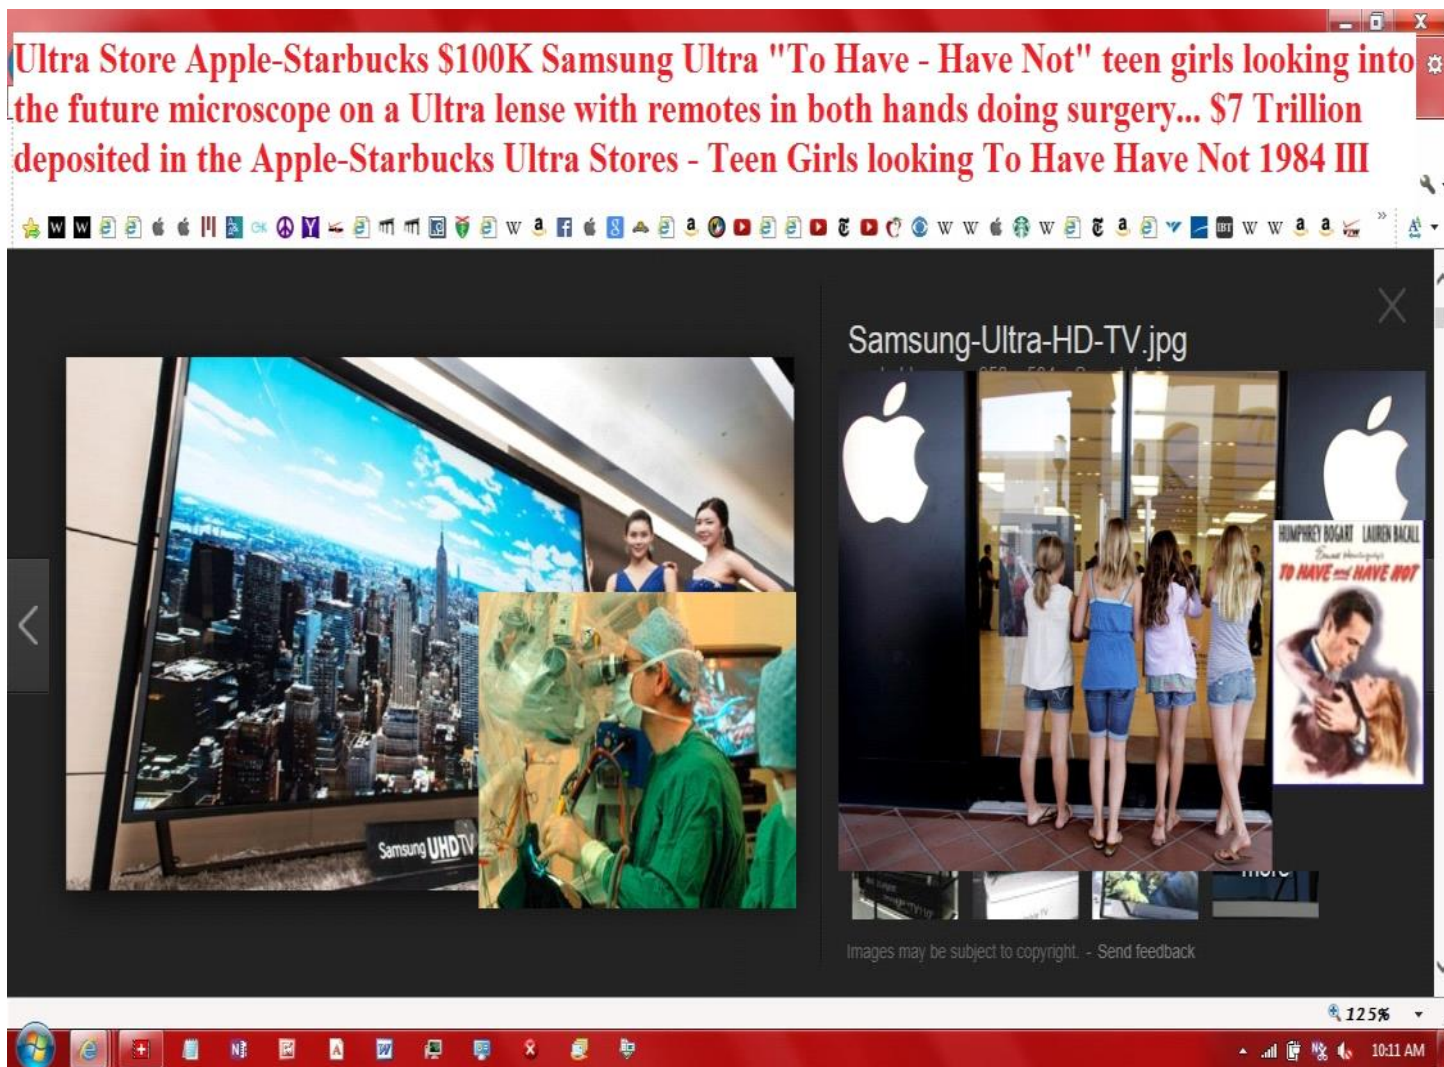 Ultra Store Apple-Starbucks $100K Samsung Ultra "To Have - Have Not" teen girls looking into
the future microscope on a Ultra lense with remotes in both hands doing surgery... $7 Trillion
deposited in the Apple-Starbucks Ultra Stores - Teen Girls looking To Have Have Not 1984 III
Samsung-Ultra-HD-TV.jpg
HUMPHREY BOGART LAUREN BACALL
TO HAVE and HAVE NOT
Samsung UHDTV
more
Images may be subject to copyright. - Send feedback
125%
10:11 AM